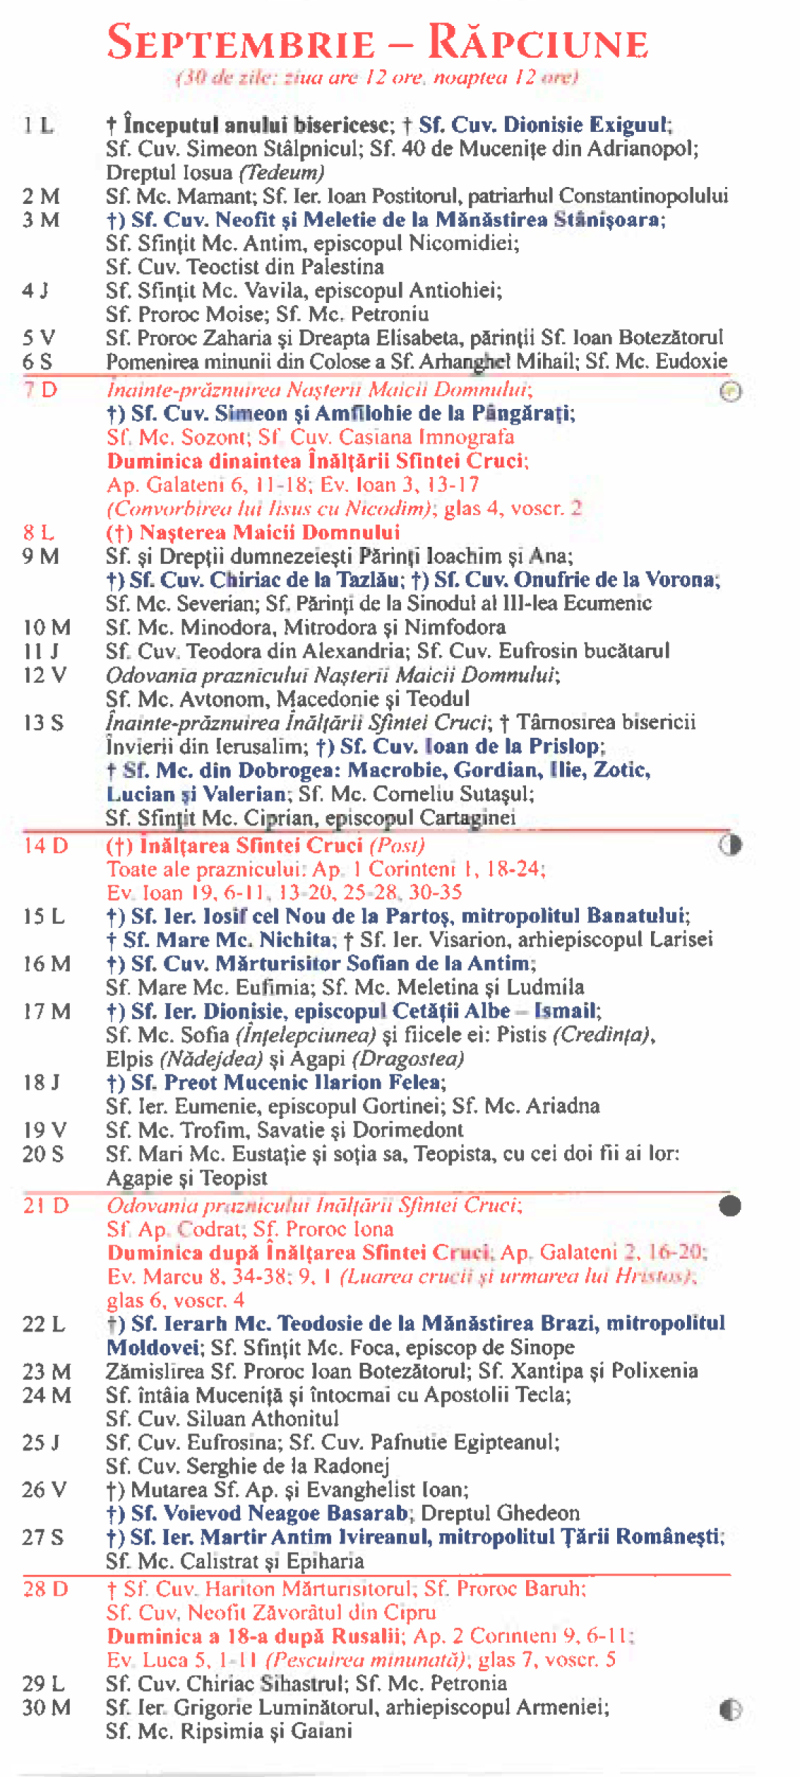 SEPTEMBRIE – RĂPCIUNE
(30 de zile; ziua are 12 ore, noaptea 12 ore)
1 L † Începutul anului bisericesc; † Sf. Cuv. Dionisie Exiguul;
Sf. Cuv. Simeon Stâlpnicul; Sf. 40 de Mucenițe din Adrianopol;
Dreptul Iosua (Tedeum)
2 M Sf. Mc. Mamant; Sf. Ier. Ioan Postitorul, patriarhul Constantinopolului
3 M †) Sf. Cuv. Neofit și Meletie de la Mănăstirea Stânișoara;
Sf. Sfințit Mc. Antim, episcopul Nicomidiei;
Sf. Cuv. Teoctist din Palestina
4 J Sf. Sfințit Mc. Vavila, episcopul Antiohiei;
Sf. Proroc Moise; Sf. Mc. Petroniu
5 V Sf. Proroc Zaharia și Dreapta Elisabeta, părinții Sf. Ioan Botezătorul
6 S Pomenirea minunii din Colose a Sf. Arhanghel Mihail; Sf. Mc. Eudoxie
7 D Înainte-prăznuirea Nașterii Maicii Domnului;
†) Sf. Cuv. Simeon și Amfilohie de la Pângărați;
Sf. Mc. Sozont; Sf. Cuv. Casiana Imnografa
Duminica dinaintea Înălțării Sfintei Cruci;
Ap. Galateni 6, 11-18; Ev. Ioan 3, 13-17
(Convorbirea lui Iisus cu Nicodim); glas 4, voscr. 2
8 L (†) Nașterea Maicii Domnului
9 M Sf. și Drepții dumnezeiești Părinți Ioachim și Ana;
†) Sf. Cuv. Chiriac de la Tazlău; †) Sf. Cuv. Onufrie de la Vorona;
Sf. Mc. Severian; Sf. Părinți de la Sinodul al III-lea Ecumenic
10 M Sf. Mc. Minodora, Mitrodora și Nimfodora
11 J Sf. Cuv. Teodora din Alexandria; Sf. Cuv. Eufrosin bucătarul
12 V Odovania praznicului Nașterii Maicii Domnului;
Sf. Mc. Avtonom, Macedonie și Teodul
13 S Înainte-prăznuirea Înălțării Sfintei Cruci; † Târnosirea bisericii
Învierii din Ierusalim; †) Sf. Cuv. Ioan de la Prislop;
† Sf. Mc. din Dobrogea: Macrobie, Gordian, Ilie, Zotic,
Lucian și Valerian; Sf. Mc. Corneliu Sutașul;
Sf. Sfințit Mc. Ciprian, episcopul Cartaginei
14 D (†) Înălțarea Sfintei Cruci (Post)
Toate ale praznicului: Ap. 1 Corinteni 1, 18-24;
Ev. Ioan 19, 6-11, 13-20, 25-28, 30-35
15 L †) Sf. Ier. Iosif cel Nou de la Partoș, mitropolitul Banatului;
† Sf. Mare Mc. Nichita; † Sf. Ier. Visarion, arhiepiscopul Larisei
16 M †) Sf. Cuv. Mărturisitor Sofian de la Antim;
Sf. Mare Mc. Eufimia; Sf. Mc. Meletina și Ludmila
17 M †) Sf. Ier. Dionisie, episcopul Cetății Albe – Ismail;
Sf. Mc. Sofia (Înțelepciunea) și fiicele ei: Pistis (Credința),
Elpis (Nădejdea) și Agapi (Dragostea)
18 J †) Sf. Preot Mucenic Ilarion Felea;
Sf. Ier. Eumenie, episcopul Gortinei; Sf. Mc. Ariadna
19 V Sf. Mc. Trofim, Savatie și Dorimedont
20 S Sf. Mari Mc. Eustație și soția sa, Teopista, cu cei doi fii ai lor:
Agapie și Teopist
21 D Odovania praznicului Înălțării Sfintei Cruci;
Sf. Ap. Codrat; Sf. Proroc Iona
Duminica după Înălțarea Sfintei Cruci; Ap. Galateni 2, 16-20;
Ev. Marcu 8, 34-38; 9, 1 (Luarea crucii și urmarea lui Hristos);
glas 6, voscr. 4
22 L †) Sf. Ierarh Mc. Teodosie de la Mănăstirea Brazi, mitropolitul
Moldovei; Sf. Sfințit Mc. Foca, episcop de Sinope
23 M Zămislirea Sf. Proroc Ioan Botezătorul; Sf. Xantipa și Polixenia
24 M Sf. întâia Muceniță și întocmai cu Apostolii Tecla;
Sf. Cuv. Siluan Athonitul
25 J Sf. Cuv. Eufrosina; Sf. Cuv. Pafnutie Egipteanul;
Sf. Cuv. Serghie de la Radonej
26 V †) Mutarea Sf. Ap. și Evanghelist Ioan;
†) Sf. Voievod Neagoe Basarab; Dreptul Ghedeon
27 S †) Sf. Ier. Martir Antim Ivireanul, mitropolitul Țării Românești;
Sf. Mc. Calistrat și Epiharia
28 D † Sf. Cuv. Hariton Mărturisitorul; Sf. Proroc Baruh;
Sf. Cuv. Neofit Zăvorâtul din Cipru
Duminica a 18-a după Rusalii; Ap. 2 Corinteni 9, 6-11;
Ev. Luca 5, 1-11 (Pescuirea minunată); glas 7, voscr. 5
29 L Sf. Cuv. Chiriac Sihastrul; Sf. Mc. Petronia
30 M Sf. Ier. Grigorie Luminătorul, arhiepiscopul Armeniei;
Sf. Mc. Ripsimia și Gaiani